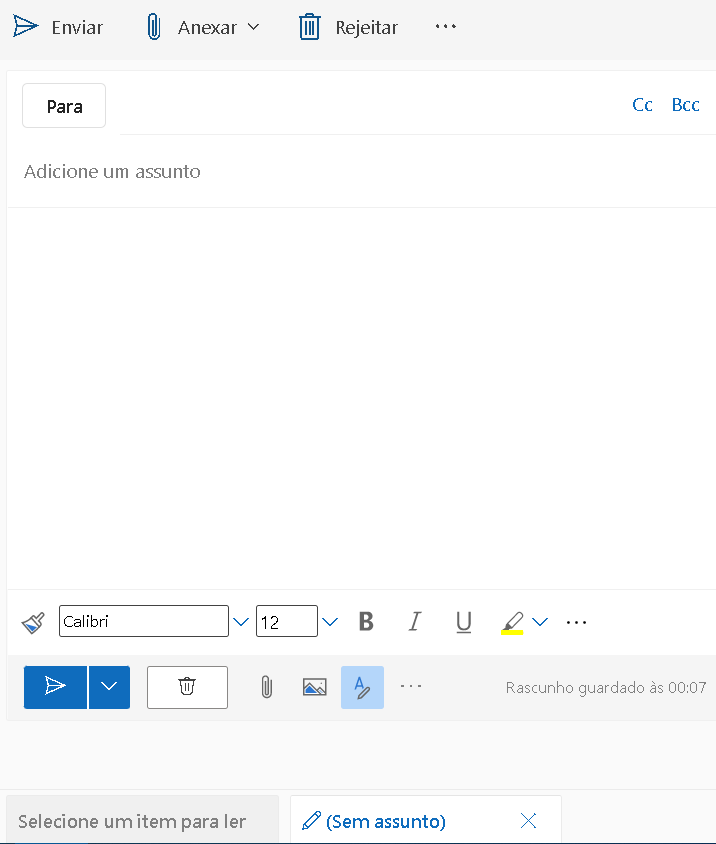 Enviar Anexar Rejeitar ...
Para Cc Bcc
Adicione um assunto
Calibri 12 B I U ...
A ... Rascunho guardado às 00:07
Selecione um item para ler (Sem assunto)